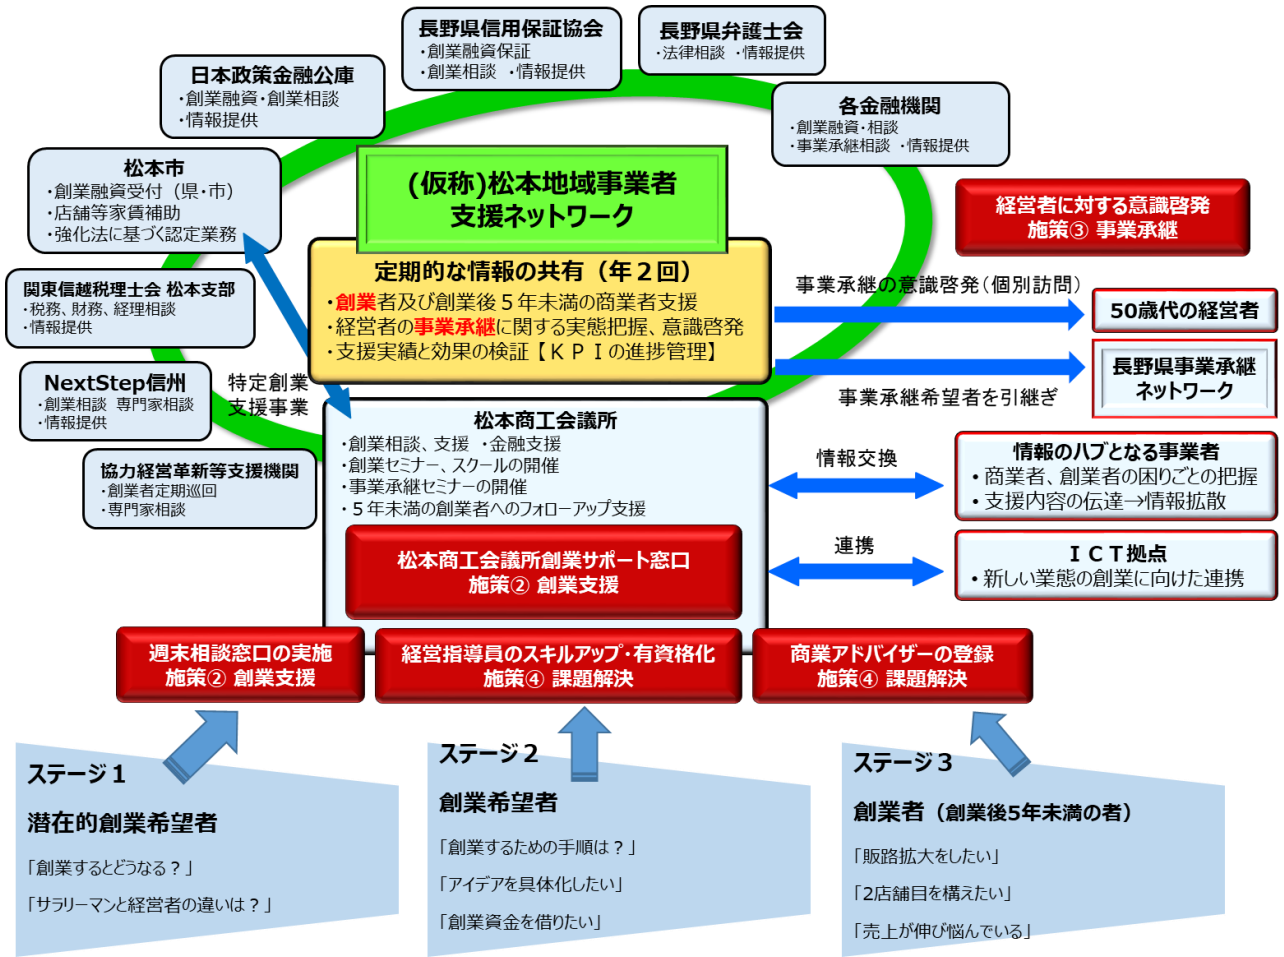 長野県信用保証協会
・創業融資保証
・創業相談 ・情報提供
長野県弁護士会
・法律相談 ・情報提供
日本政策金融公庫
・創業融資・創業相談
・情報提供
各金融機関
・創業融資・相談
・事業承継相談 ・情報提供
松本市
・創業融資受付（県・市）
・店舗等家賃補助
・強化法に基づく認定業務
(仮称)松本地域事業者
支援ネットワーク
経営者に対する意識啓発
施策③ 事業承継
定期的な情報の共有（年２回）
・創業者及び創業後５年未満の商業者支援
・経営者の事業承継に関する実態把握、意識啓発
・支援実績と効果の検証【ＫＰＩの進捗管理】
関東信越税理士会 松本支部
・税務、財務、経理相談
・情報提供
事業承継の意識啓発（個別訪問）
50歳代の経営者
長野県事業承継
ネットワーク
事業承継希望者を引継ぎ
NextStep信州
・創業相談 専門家相談
・情報提供
特定創業
支援事業
松本商工会議所
・創業相談、支援 ・金融支援
・創業セミナー、スクールの開催
・事業承継セミナーの開催
・５年未満の創業者へのフォローアップ支援
協力経営革新等支援機関
・創業者定期巡回
・専門家相談
情報交換
情報のハブとなる事業者
・商業者、創業者の困りごとの把握
・支援内容の伝達→情報拡散
松本商工会議所創業サポート窓口
施策② 創業支援
連携
ＩＣＴ拠点
・新しい業態の創業に向けた連携
週末相談窓口の実施
施策② 創業支援
経営指導員のスキルアップ・有資格化
施策④ 課題解決
商業アドバイザーの登録
施策④ 課題解決
ステージ１
潜在的創業希望者
「創業するとどうなる？」
「サラリーマンと経営者の違いは？」
ステージ２
創業希望者
「創業するための手順は？」
「アイデアを具体化したい」
「創業資金を借りたい」
ステージ３
創業者（創業後5年未満の者）
「販路拡大をしたい」
「2店舗目を構えたい」
「売上が伸び悩んでいる」